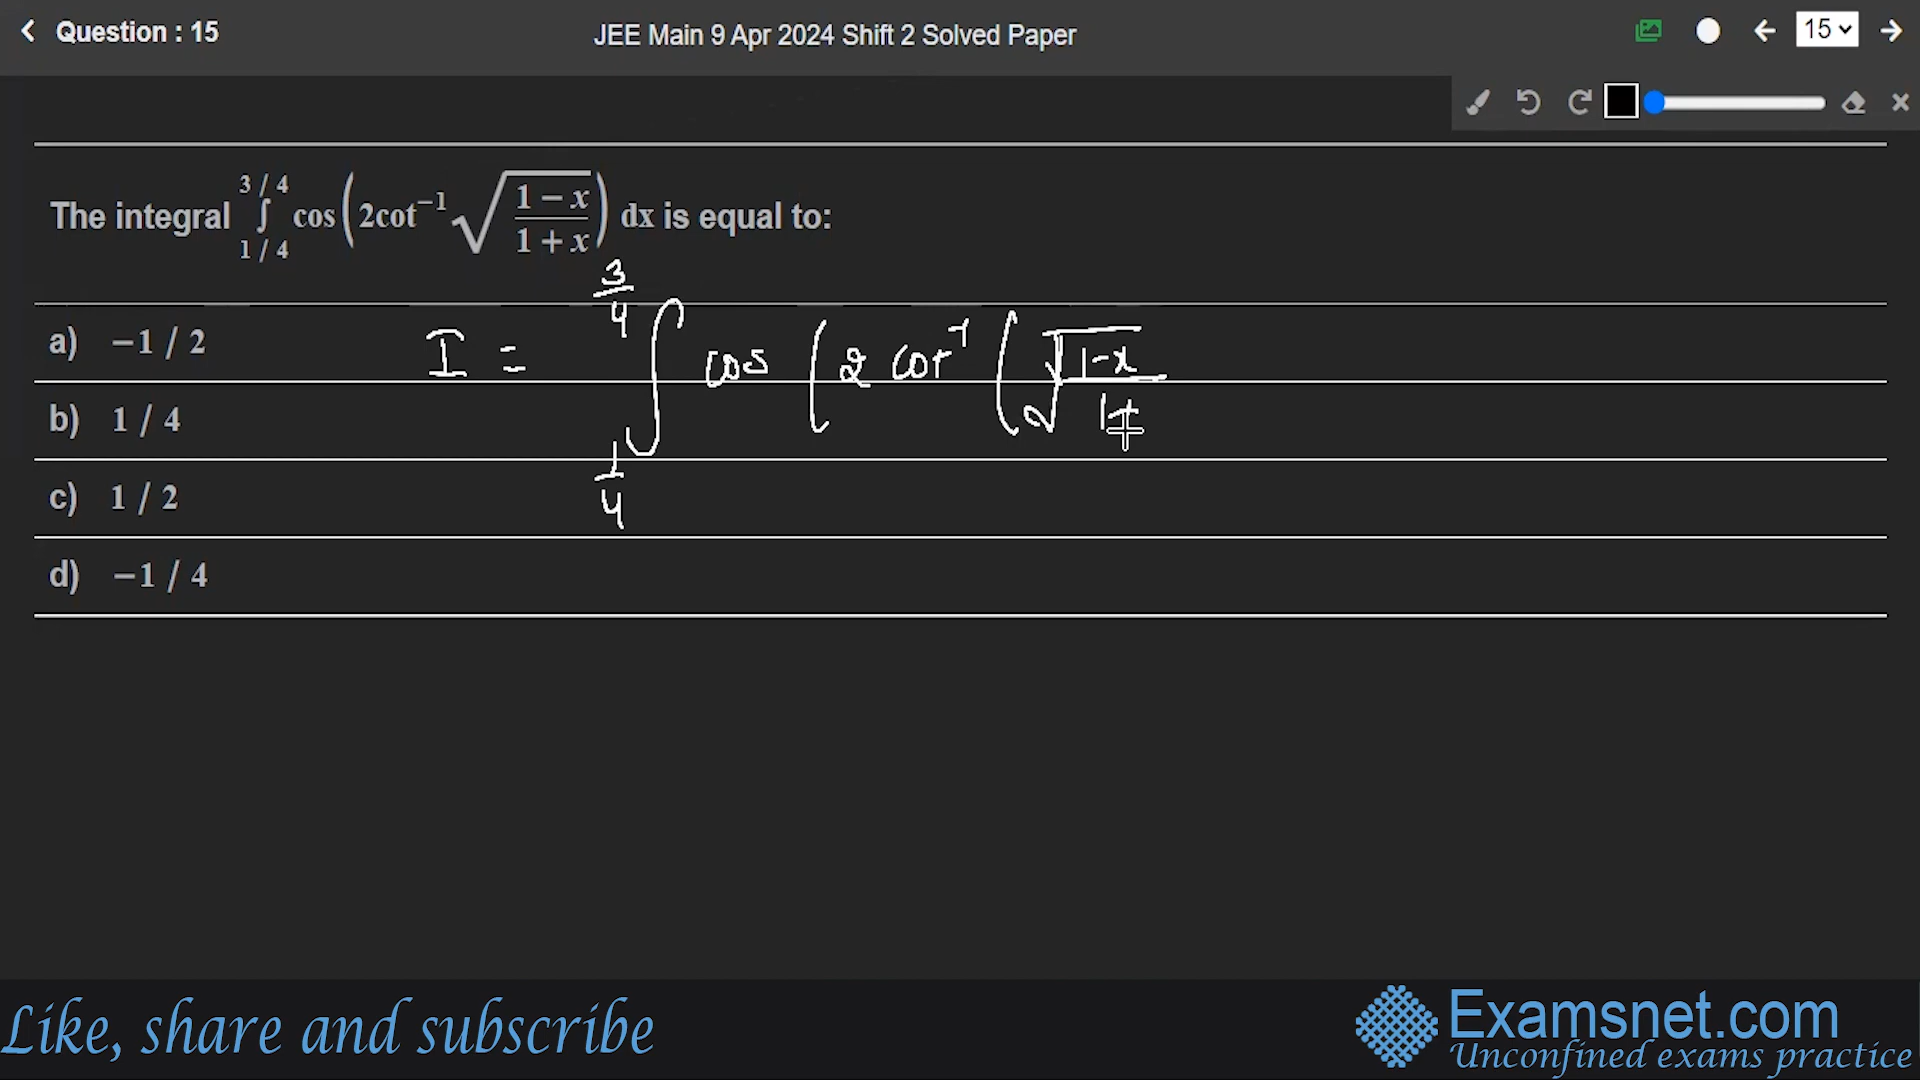 Question : 15
JEE Main 9 Apr 2024 Shift 2 Solved Paper
15
The integral ∫_{1 / 4}^{3 / 4} cos(2cot⁻¹ √((1 − x)/(1 + x))) dx is equal to:
a) −1 / 2
b) 1 / 4
c) 1 / 2
d) −1 / 4
I = ∫_{1/4}^{3/4} cos (2 cot⁻¹ (√(1-x)/(1+
Like, share and subscribe
Examsnet.com
Unconfined exams practice